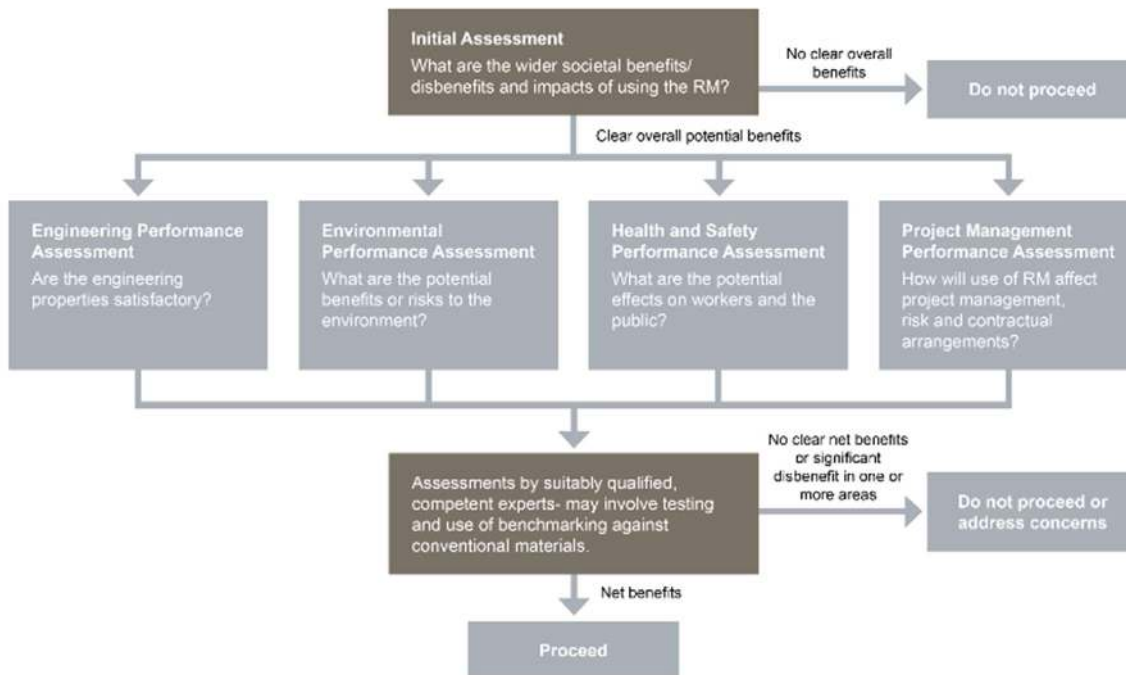 Initial Assessment
What are the wider societal benefits/
disbenefits and impacts of using the RM?
No clear overall
benefits
Do not proceed
Clear overall potential benefits
Engineering Performance
Assessment
Are the engineering
properties satisfactory?
Environmental
Performance Assessment
What are the potential
benefits or risks to the
environment?
Health and Safety
Performance Assessment
What are the potential
effects on workers and the
public?
Project Management
Performance Assessment
How will use of RM affect
project management,
risk and contractual
arrangements?
Assessments by suitably qualified,
competent experts- may involve testing
and use of benchmarking against
conventional materials.
No clear net benefits
or significant
disbenefit in one or
more areas
Do not proceed or
address concerns
Net benefits
Proceed